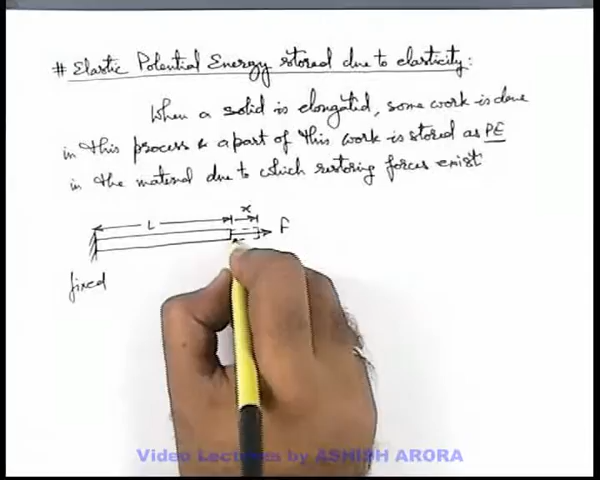 # Elastic Potential Energy stored due to elasticity:
When a solid is elongated, some work is done
in this process & a part of this work is stored as PE
in the material due to which restoring forces exist
x
L
F
fixed
Video Lectures by ASHISH ARORA